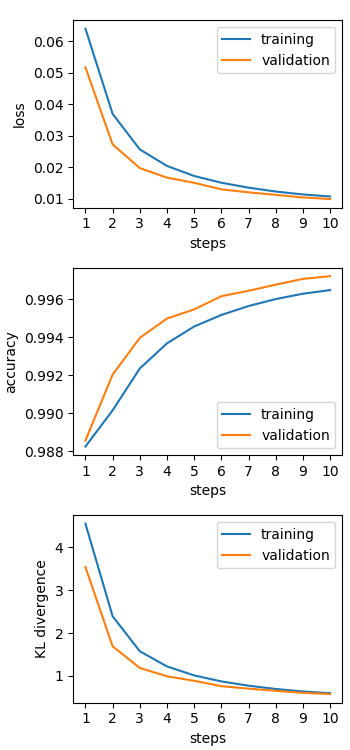 0.06
0.05
0.04
0.03
0.02
0.01
loss
training
validation
1 2 3 4 5 6 7 8 9 10
steps
0.996
0.994
0.992
0.990
0.988
accuracy
training
validation
1 2 3 4 5 6 7 8 9 10
steps
4
3
2
1
KL divergence
training
validation
1 2 3 4 5 6 7 8 9 10
steps